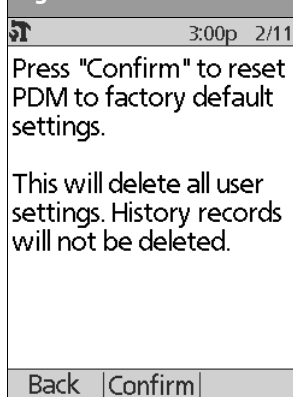 3:00p 2/11
Press "Confirm" to reset
PDM to factory default
settings.
This will delete all user
settings. History records
will not be deleted.
Back Confirm